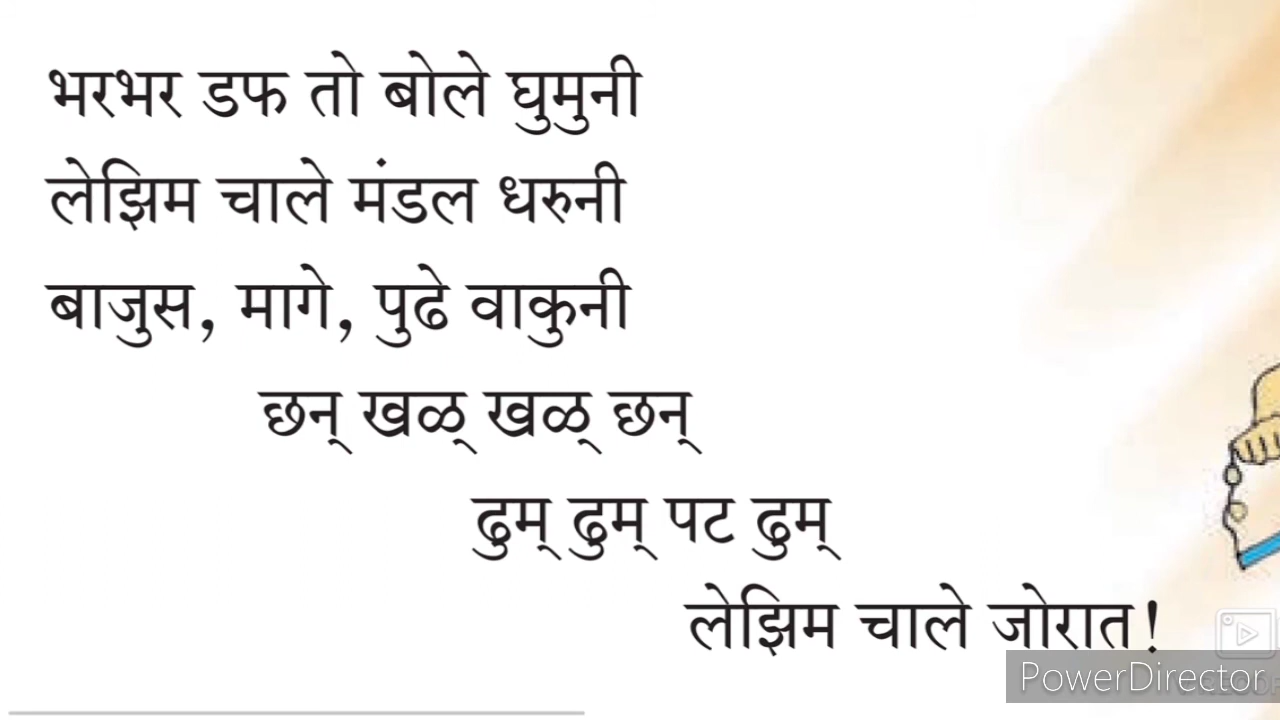 भरभर डफ तो बोले घुमुनी
लेझिम चाले मंडल धरुनी
बाजुस, मागे, पुढे वाकुनी
छन् खळ् खळ् छन्
ढुम् ढुम् पट ढुम्
लेझिम चाले जोरात!
PowerDirector